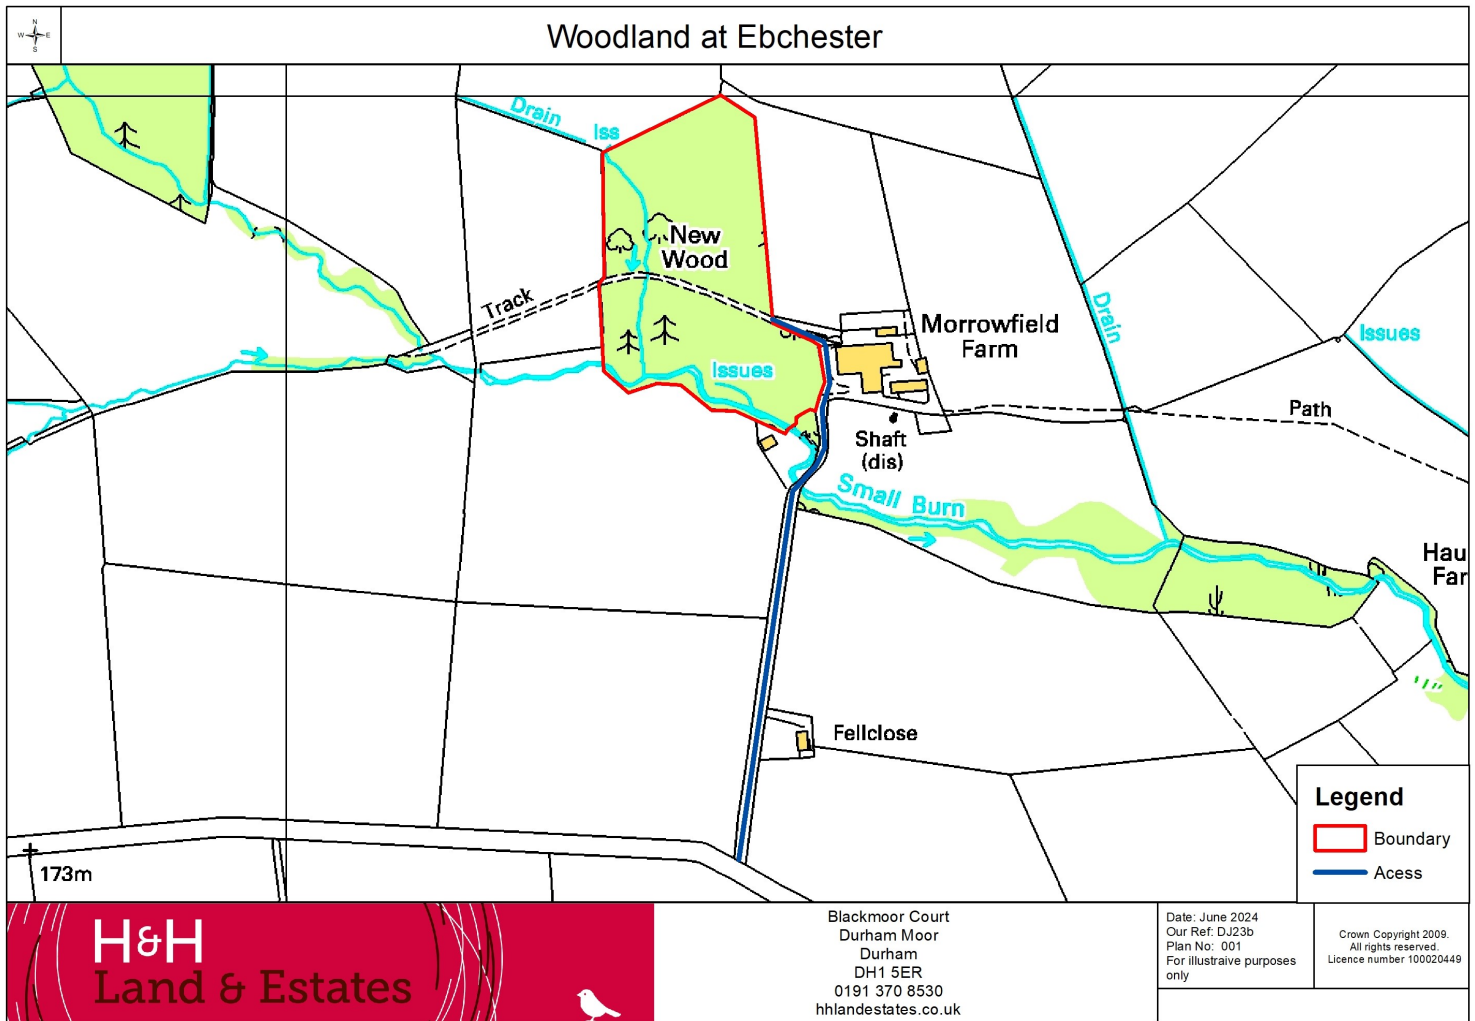 N
W E
S
Woodland at Ebchester
Drain
Iss
New
Wood
Track
Morrowfield
Farm
Drain
Issues
Issues
Path
Shaft
(dis)
Small Burn
Hau
Far
Fellclose
173m
Legend
Boundary
Acess
H&H
Land & Estates
Blackmoor Court
Durham Moor
Durham
DH1 5ER
0191 370 8530
hhlandestates.co.uk
Date: June 2024
Our Ref: DJ23b
Plan No: 001
For illustraive purposes
only
Crown Copyright 2009.
All rights reserved.
Licence number 100020449